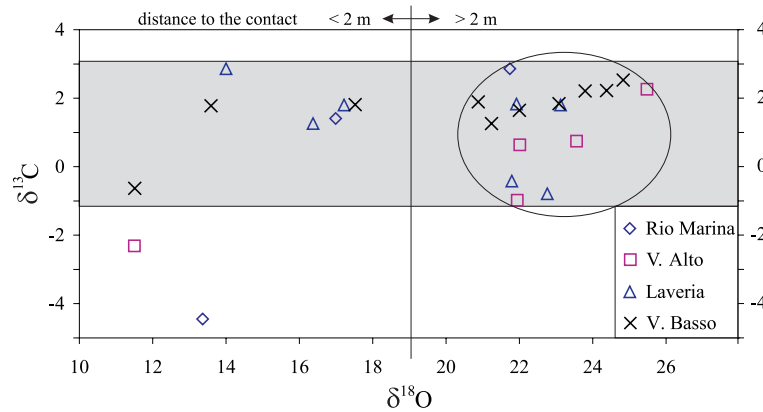 distance to the contact < 2 m > 2 m
4 4
2 2
0 0
-2 -2
-4 -4
δ¹³C
Rio Marina
V. Alto
Laveria
V. Basso
10 12 14 16 18 20 22 24 26
δ¹⁸O